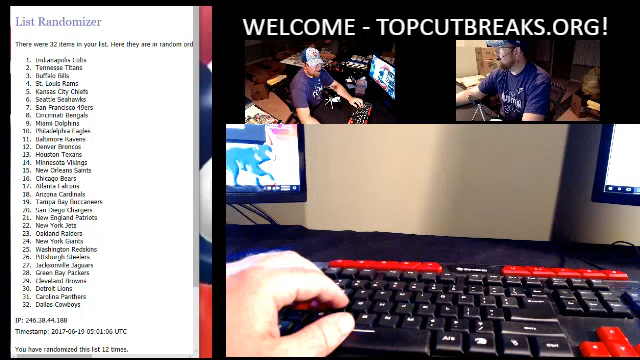 List Randomizer
WELCOME - TOPCUTBREAKS.ORG!
There were 32 items in your list. Here they are in random ord
1. Indianapolis Colts
2. Tennesse Titans
3. Buffalo Bills
4. St. Louis Rams
5. Kansas City Chiefs
6. Seattle Seahawks
7. San Francisco 49ers
8. Cincinnati Bengals
9. Miami Dolphins
10. Philadelphia Eagles
11. Baltimore Ravens
12. Denver Broncos
13. Houston Texans
14. Minnesota Vikings
15. New Orleans Saints
16. Chicago Bears
17. Atlanta Falcons
18. Arizona Cardinals
19. Tampa Bay Buccaneers
20. San Diego Chargers
21. New England Patriots
22. New York Jets
23. Oakland Raiders
24. New York Giants
25. Washington Redskins
26. Pittsburgh Steelers
27. Jacksonville Jaguars
28. Green Bay Packers
29. Cleveland Browns
30. Detroit Lions
31. Carolina Panthers
32. Dallas Cowboys
IP: 246.38.44.188
Timestamp: 2017-06-19 05:01:06 UTC
You have randomized this list 12 times.